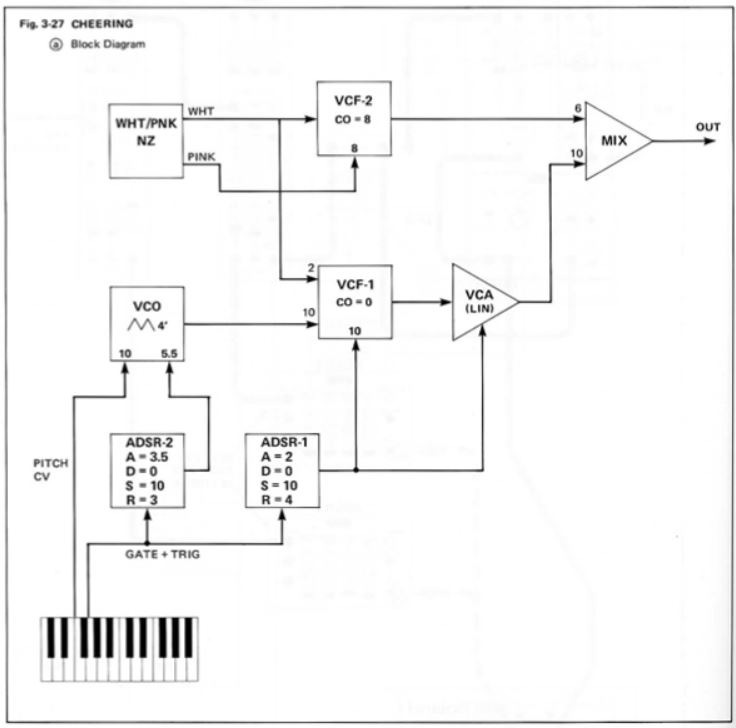 Fig. 3-27 CHEERING
ⓐ Block Diagram
WHT/PNK
NZ
WHT
PINK
VCF-2
CO = 8
8
6
10
MIX
OUT
2
10
VCF-1
CO = 0
10
VCA
(LIN)
VCO
4'
10 5.5
PITCH
CV
ADSR-2
A = 3.5
D = 0
S = 10
R = 3
ADSR-1
A = 2
D = 0
S = 10
R = 4
GATE + TRIG